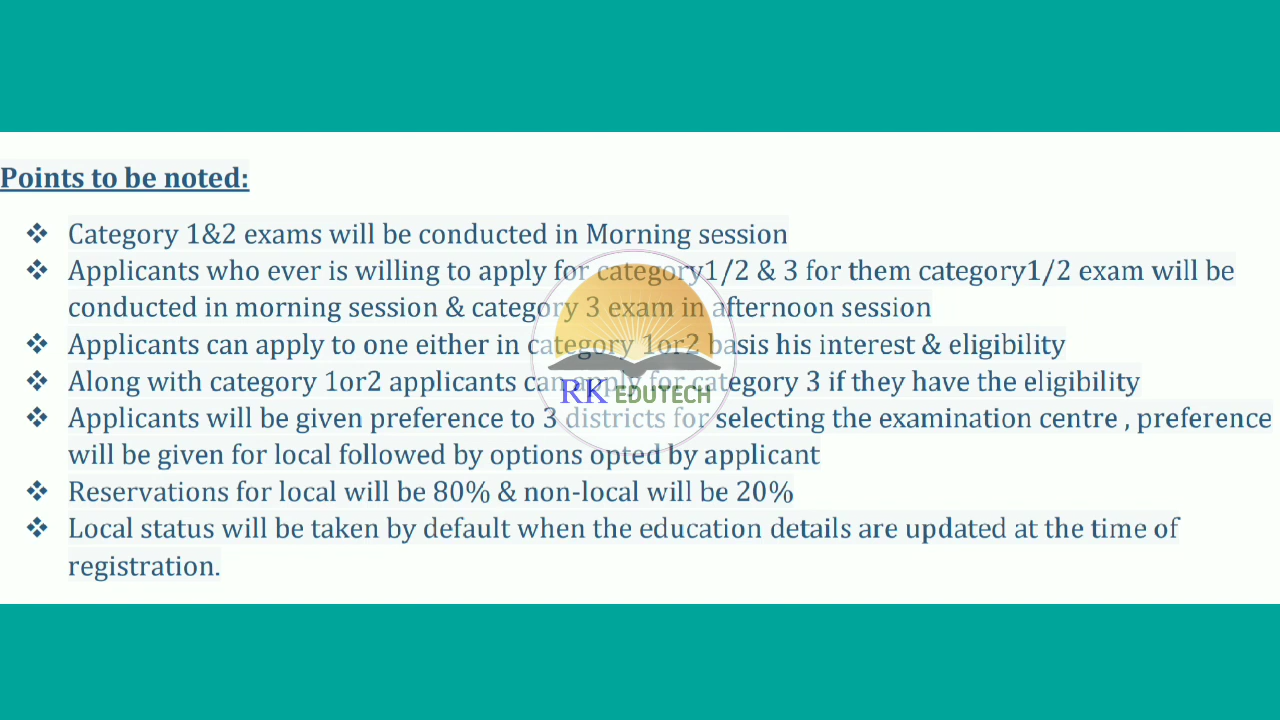 Points to be noted:
❖ Category 1&2 exams will be conducted in Morning session
❖ Applicants who ever is willing to apply for category1/2 & 3 for them category1/2 exam will be
conducted in morning session & category 3 exam in afternoon session
❖ Applicants can apply to one either in category 1or2 basis his interest & eligibility
❖ Along with category 1or2 applicants can apply for category 3 if they have the eligibility
❖ Applicants will be given preference to 3 districts for selecting the examination centre , preference
will be given for local followed by options opted by applicant
❖ Reservations for local will be 80% & non-local will be 20%
❖ Local status will be taken by default when the education details are updated at the time of
registration.
RK EDUTECH